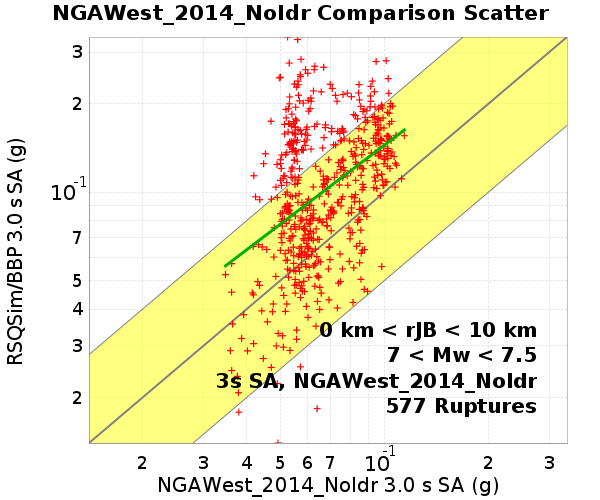 NGAWest_2014_NoIdr Comparison Scatter
RSQSim/BBP 3.0 s SA (g)
3
2
10-1
7
5
4
3
2
0 km < rJB < 10 km
7 < Mw < 7.5
3s SA, NGAWest_2014_NoIdr
577 Ruptures
2 3 4 5 6 7 10-1 2 3
NGAWest_2014_NoIdr 3.0 s SA (g)